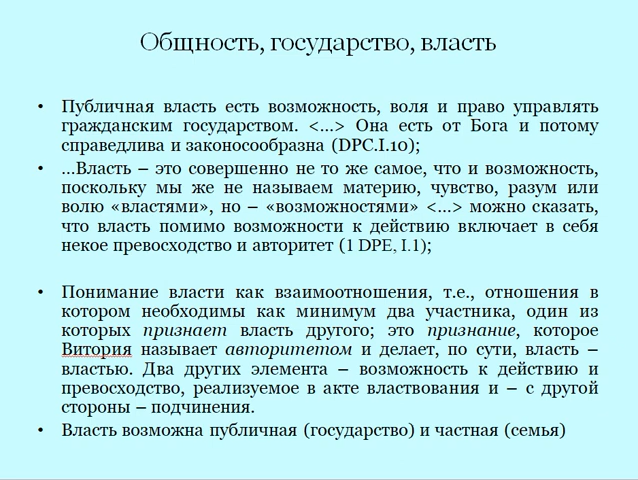 Общность, государство, власть
• Публичная власть есть возможность, воля и право управлять
гражданским государством. <…> Она есть от Бога и потому
справедлива и законосообразна (DPC.I.10);
• …Власть – это совершенно не то же самое, что и возможность,
поскольку мы же не называем материю, чувство, разум или
волю «властями», но – «возможностями» <…> можно сказать,
что власть помимо возможности к действию включает в себя
некое превосходство и авторитет (1 DPE, I.1);
• Понимание власти как взаимоотношения, т.е., отношения в
котором необходимы как минимум два участника, один из
которых признает власть другого; это признание, которое
Витория называет авторитетом и делает, по сути, власть –
властью. Два других элемента – возможность к действию и
превосходство, реализуемое в акте властвования и – с другой
стороны – подчинения.
• Власть возможна публичная (государство) и частная (семья)